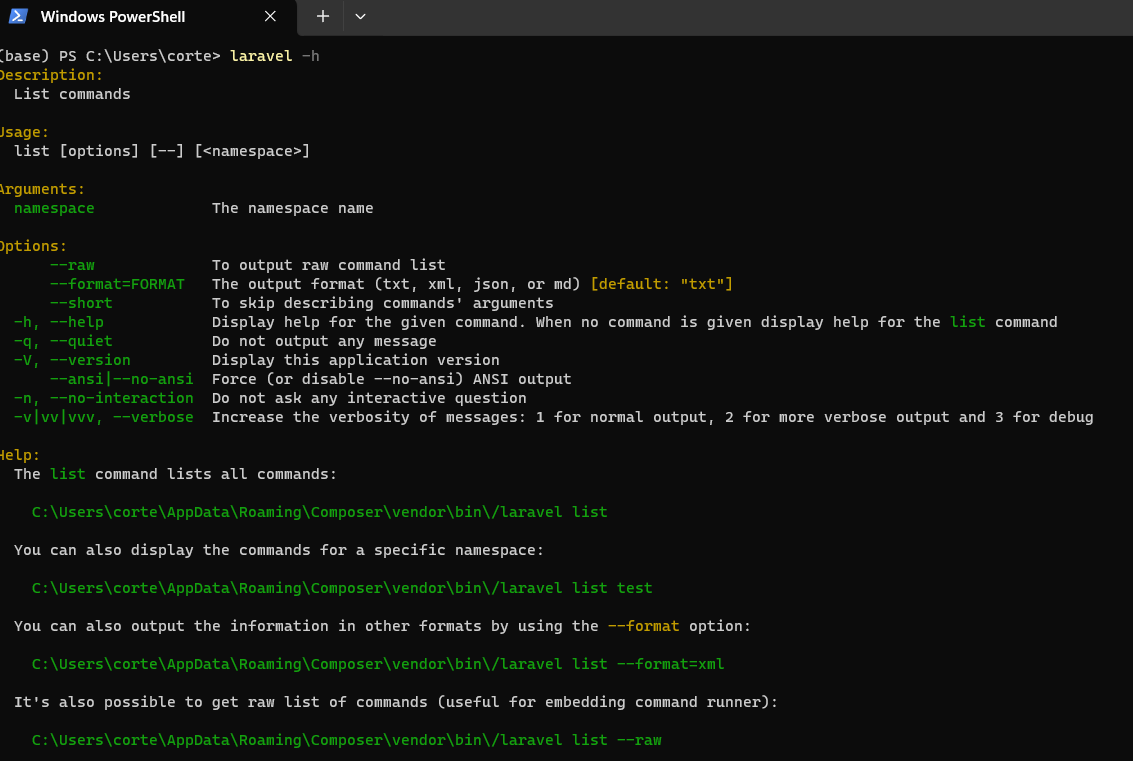 Windows PowerShell
(base) PS C:\Users\corte> laravel -h
Description:
List commands
Usage:
list [options] [--] [<namespace>]
Arguments:
namespace The namespace name
Options:
--raw To output raw command list
--format=FORMAT The output format (txt, xml, json, or md) [default: "txt"]
--short To skip describing commands' arguments
-h, --help Display help for the given command. When no command is given display help for the list command
-q, --quiet Do not output any message
-V, --version Display this application version
--ansi|--no-ansi Force (or disable --no-ansi) ANSI output
-n, --no-interaction Do not ask any interactive question
-v|vv|vvv, --verbose Increase the verbosity of messages: 1 for normal output, 2 for more verbose output and 3 for debug
Help:
The list command lists all commands:
C:\Users\corte\AppData\Roaming\Composer\vendor\bin\/laravel list
You can also display the commands for a specific namespace:
C:\Users\corte\AppData\Roaming\Composer\vendor\bin\/laravel list test
You can also output the information in other formats by using the --format option:
C:\Users\corte\AppData\Roaming\Composer\vendor\bin\/laravel list --format=xml
It's also possible to get raw list of commands (useful for embedding command runner):
C:\Users\corte\AppData\Roaming\Composer\vendor\bin\/laravel list --raw